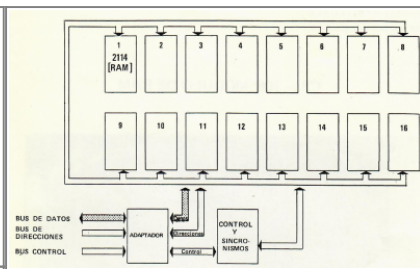 1 2 3 4 5 6 7 8
2114
[RAM]
9 10 11 12 13 14 15 16
BUS DE DATOS
BUS DE
DIRECCIONES
BUS CONTROL
ADAPTADOR
Direcciones
Control
CONTROL
Y
SINCRO-
NISMOS